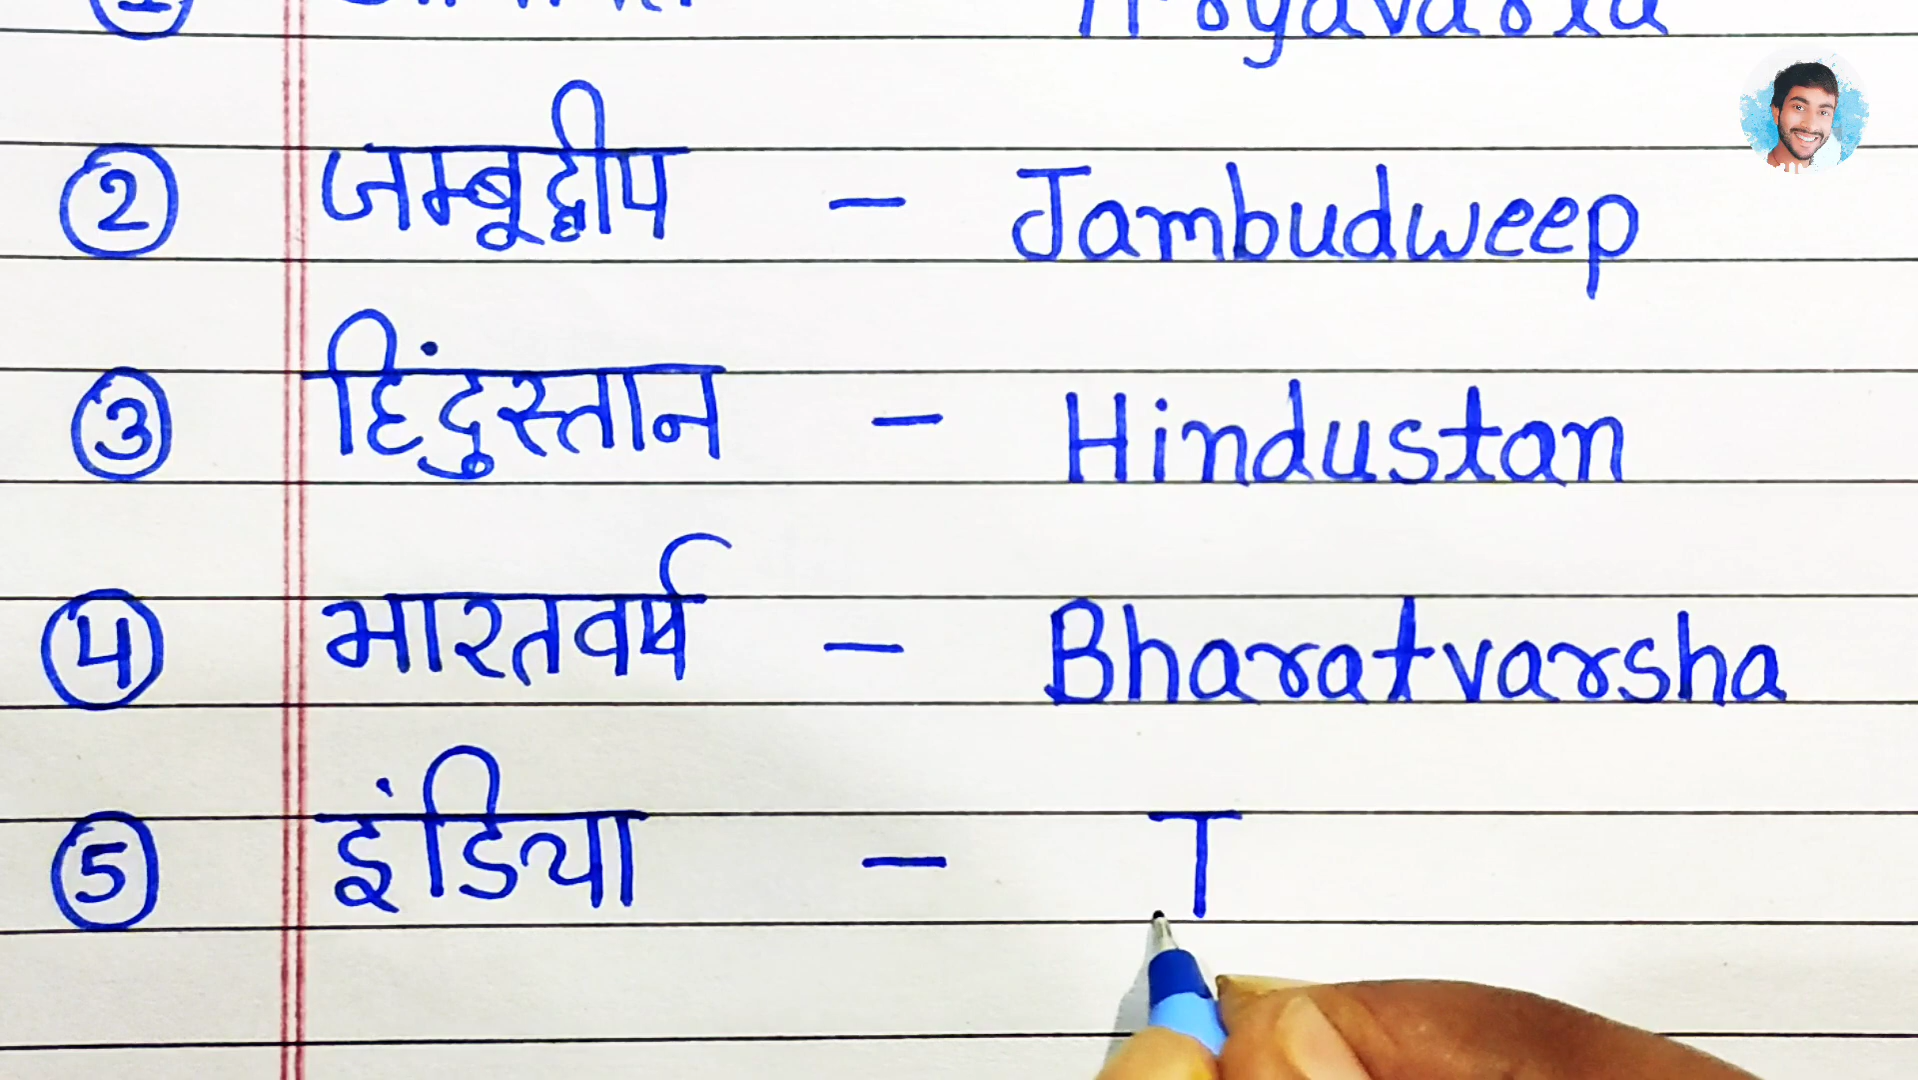 ② जम्बूद्वीप – Jambudweep
③ हिंदुस्तान – Hindustan
④ भारतवर्ष – Bharatvarsha
⑤ इंडिया –